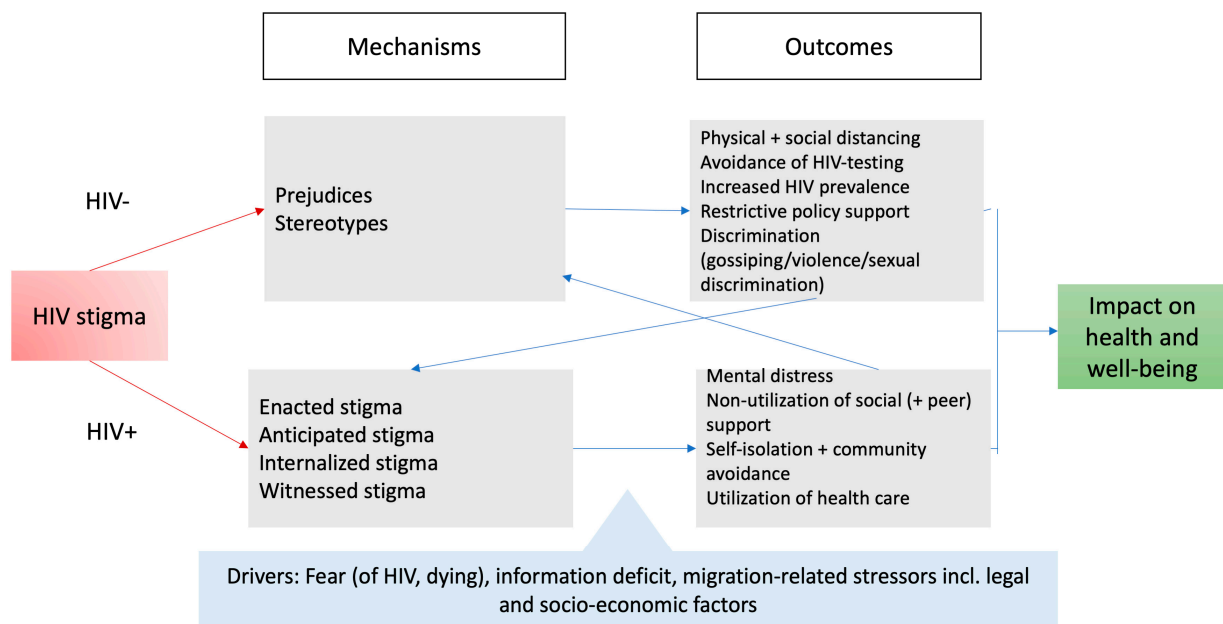 Mechanisms
Outcomes
HIV-
Prejudices
Stereotypes
Physical + social distancing
Avoidance of HIV-testing
Increased HIV prevalence
Restrictive policy support
Discrimination
(gossiping/violence/sexual
discrimination)
HIV stigma
Impact on
health and
well-being
HIV+
Enacted stigma
Anticipated stigma
Internalized stigma
Witnessed stigma
Mental distress
Non-utilization of social (+ peer)
support
Self-isolation + community
avoidance
Utilization of health care
Drivers: Fear (of HIV, dying), information deficit, migration-related stressors incl. legal
and socio-economic factors